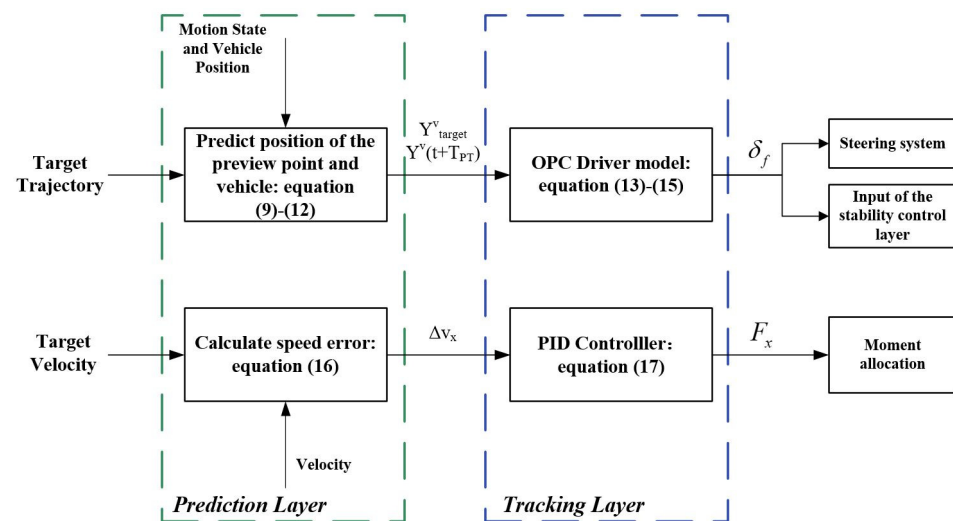 Motion State
and Vehicle
Position
Target
Trajectory
Predict position of the
preview point and
vehicle: equation
(9)-(12)
Y^v_target
Y^v(t+T_PT)
OPC Driver model:
equation (13)-(15)
δ_f
Steering system
Input of the
stability control
layer
Target
Velocity
Calculate speed error:
equation (16)
Δv_x
PID Controlller:
equation (17)
F_x
Moment
allocation
Velocity
Prediction Layer
Tracking Layer